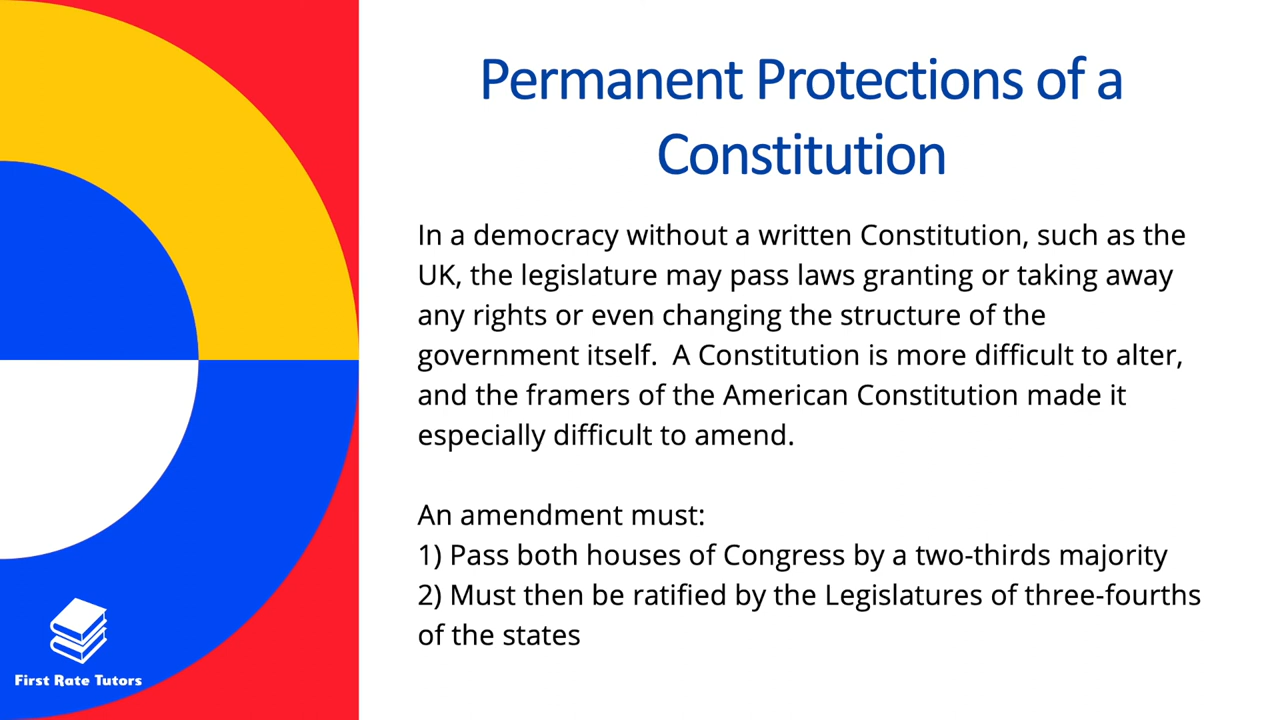 Permanent Protections of a
Constitution
In a democracy without a written Constitution, such as the
UK, the legislature may pass laws granting or taking away
any rights or even changing the structure of the
government itself.  A Constitution is more difficult to alter,
and the framers of the American Constitution made it
especially difficult to amend.
An amendment must:
1) Pass both houses of Congress by a two-thirds majority
2) Must then be ratified by the Legislatures of three-fourths
of the states
First Rate Tutors